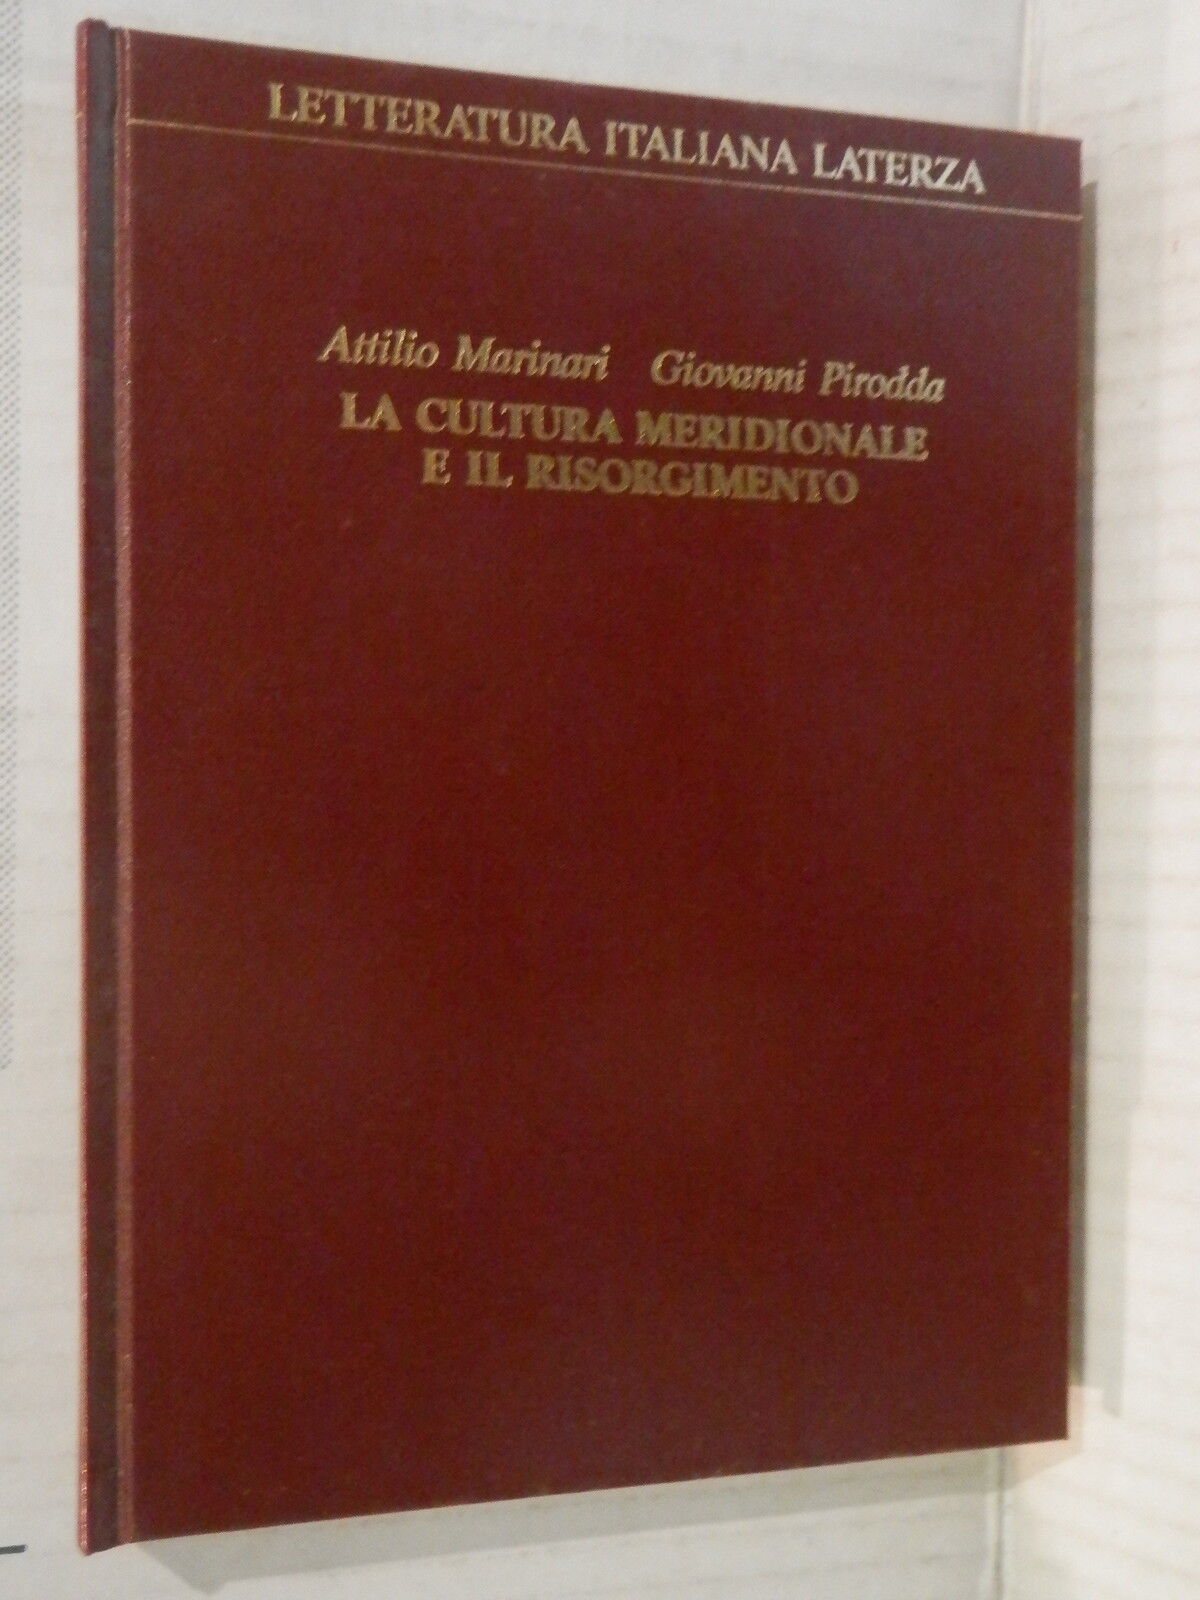 LETTERATURA ITALIANA LATERZA
Attilio Marinari Giovanni Pirodda
LA CULTURA MERIDIONALE
E IL RISORGIMENTO